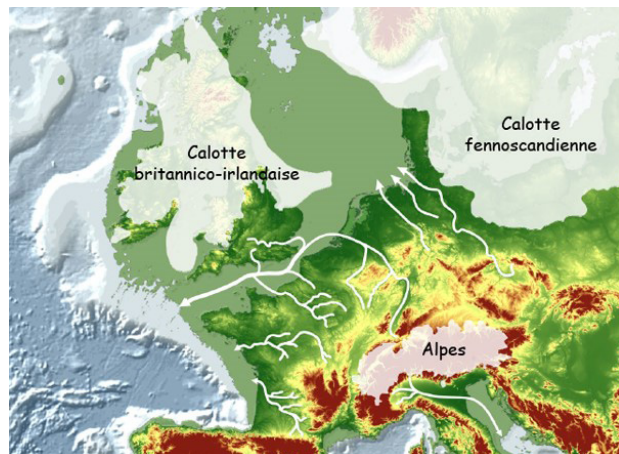 Calotte
fennoscandienne
Calotte
britannico-irlandaise
Alpes